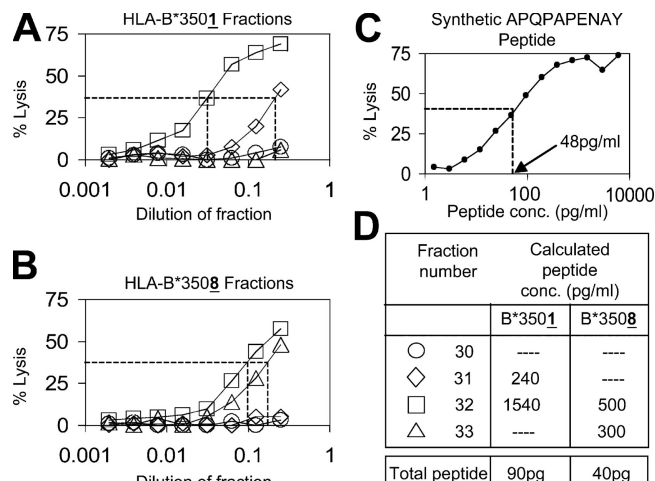 A
HLA-B*3501 Fractions
% Lysis
75
50
25
0
0.001
0.01
0.1
1
Dilution of fraction
B
HLA-B*3508 Fractions
% Lysis
75
50
25
0
0.001
0.01
0.1
1
Dilution of fraction
C
Synthetic APQPAPENAY
Peptide
% Lysis
75
50
25
0
48pg/ml
1
100
10000
Peptide conc. (pg/ml)
D
Fraction number
Calculated peptide conc. (pg/ml)
B*3501 B*3508
30 ---- ----
31 240 ----
32 1540 500
33 ---- 300
Total peptide 90pg 40pg